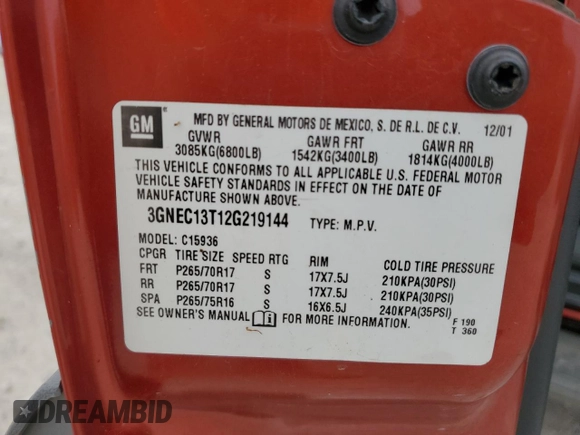 GM
MFD BY GENERAL MOTORS DE MEXICO, S. DE R.L. DE C.V. 12/01
GVWR GAWR FRT GAWR RR
3085KG(6800LB) 1542KG(3400LB) 1814KG(4000LB)
THIS VEHICLE CONFORMS TO ALL APPLICABLE U.S. FEDERAL MOTOR
VEHICLE SAFETY STANDARDS IN EFFECT ON THE DATE OF
MANUFACTURE SHOWN ABOVE.
3GNEC13T12G219144 TYPE: M.P.V.
MODEL: C15936
CPGR TIRE SIZE SPEED RTG RIM COLD TIRE PRESSURE
FRT P265/70R17 S 17X7.5J 210KPA(30PSI)
RR P265/70R17 S 17X7.5J 210KPA(30PSI)
SPA P265/75R16 S 16X6.5J 240KPA(35PSI)
SEE OWNER'S MANUAL FOR MORE INFORMATION.
F 190
T 360
DREAMBID